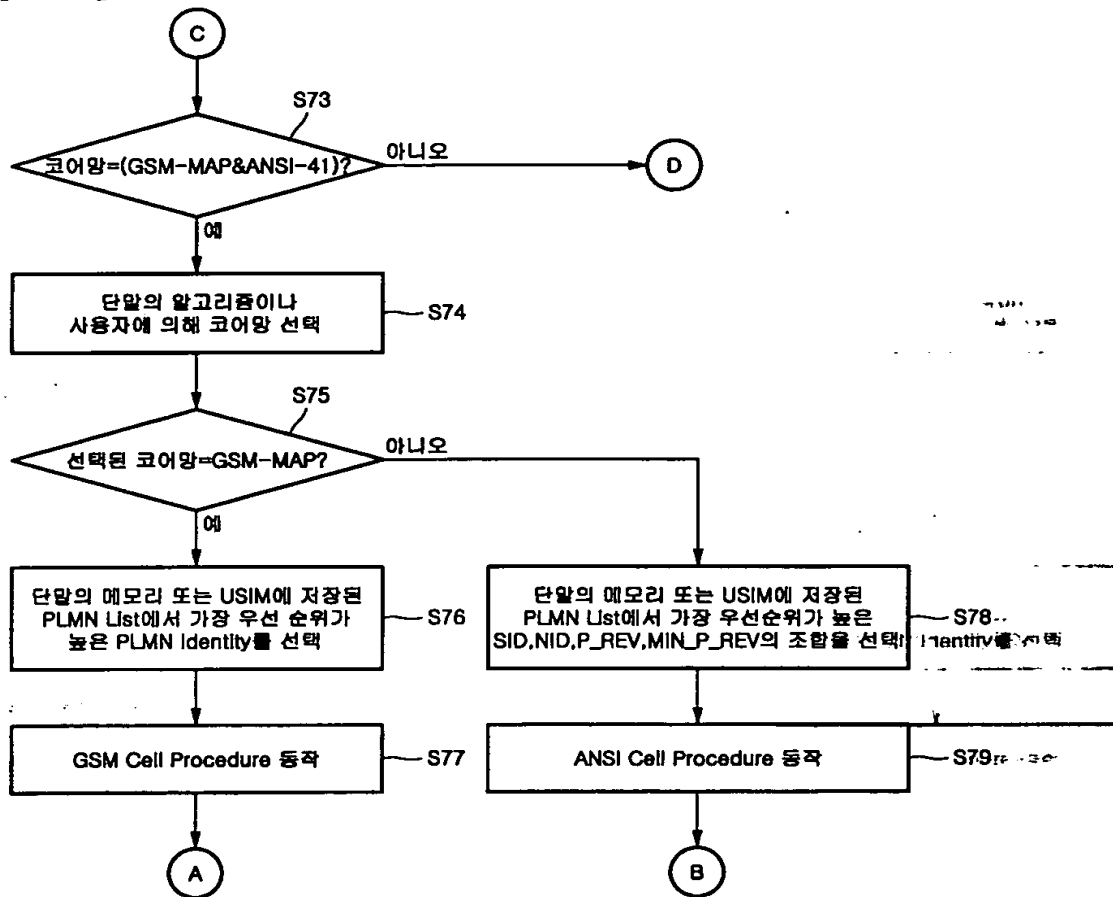 C
S73
코어망=(GSM-MAP&ANSI-41)?
아니오
D
예
단말의 알고리즘이나
사용자에 의해 코어망 선택
S74
S75
선택된 코어망=GSM-MAP?
아니오
예
단말의 메모리 또는 USIM에 저장된
PLMN List에서 가장 우선 순위가
높은 PLMN Identity를 선택
S76
단말의 메모리 또는 USIM에 저장된
PLMN List에서 가장 우선순위가 높은
SID,NID,P_REV,MIN_P_REV의 조합을 선택
S78
GSM Cell Procedure 동작
S77
ANSI Cell Procedure 동작
S79
A
B